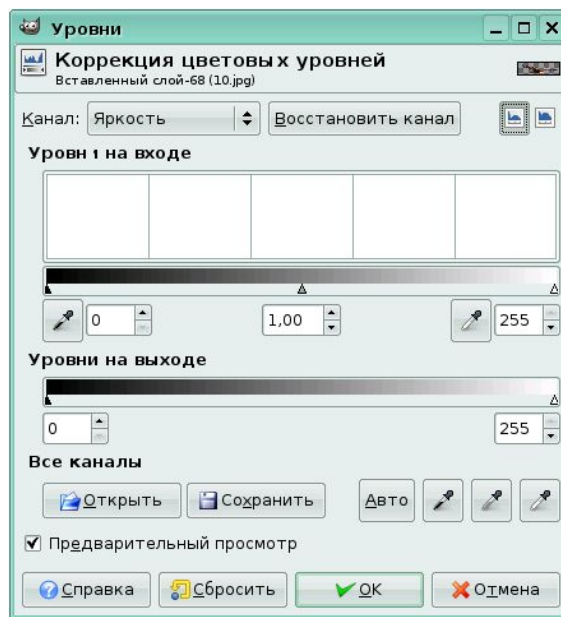 Уровни
Коррекция цветовых уровней
Вставленный слой-68 (10.jpg)
Канал: Яркость Восстановить канал
Уровн1 на входе
0 1,00 255
Уровни на выходе
0 255
Все каналы
Открыть Сохранить Авто
Предварительный просмотр
Справка Сбросить OK Отмена